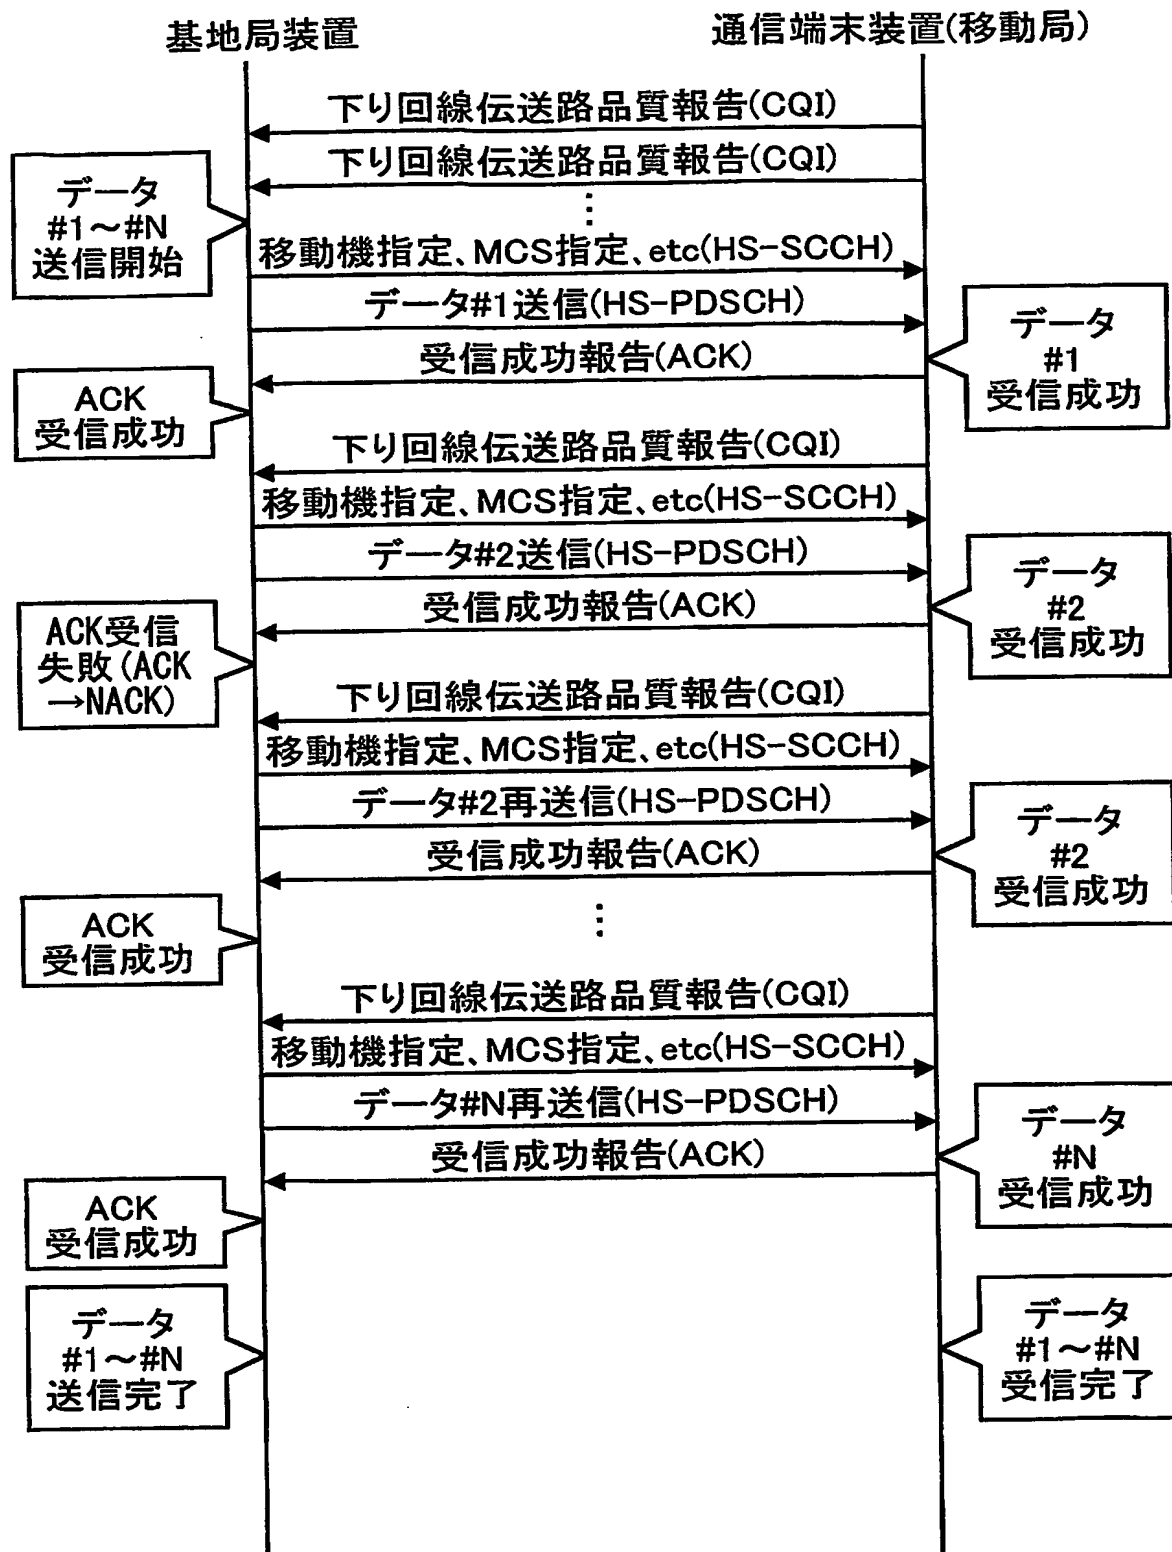 基地局装置
通信端末装置(移動局)
下り回線伝送路品質報告(CQI)
下り回線伝送路品質報告(CQI)
データ
#1～#N
送信開始
移動機指定、MCS指定、etc(HS-SCCH)
データ#1送信(HS-PDSCH)
データ
#1
受信成功
受信成功報告(ACK)
ACK
受信成功
下り回線伝送路品質報告(CQI)
移動機指定、MCS指定、etc(HS-SCCH)
データ#2送信(HS-PDSCH)
データ
#2
受信成功
受信成功報告(ACK)
ACK受信
失敗(ACK
→NACK)
下り回線伝送路品質報告(CQI)
移動機指定、MCS指定、etc(HS-SCCH)
データ#2再送信(HS-PDSCH)
データ
#2
受信成功
受信成功報告(ACK)
ACK
受信成功
下り回線伝送路品質報告(CQI)
移動機指定、MCS指定、etc(HS-SCCH)
データ#N再送信(HS-PDSCH)
データ
#N
受信成功
受信成功報告(ACK)
ACK
受信成功
データ
#1～#N
送信完了
データ
#1～#N
受信完了